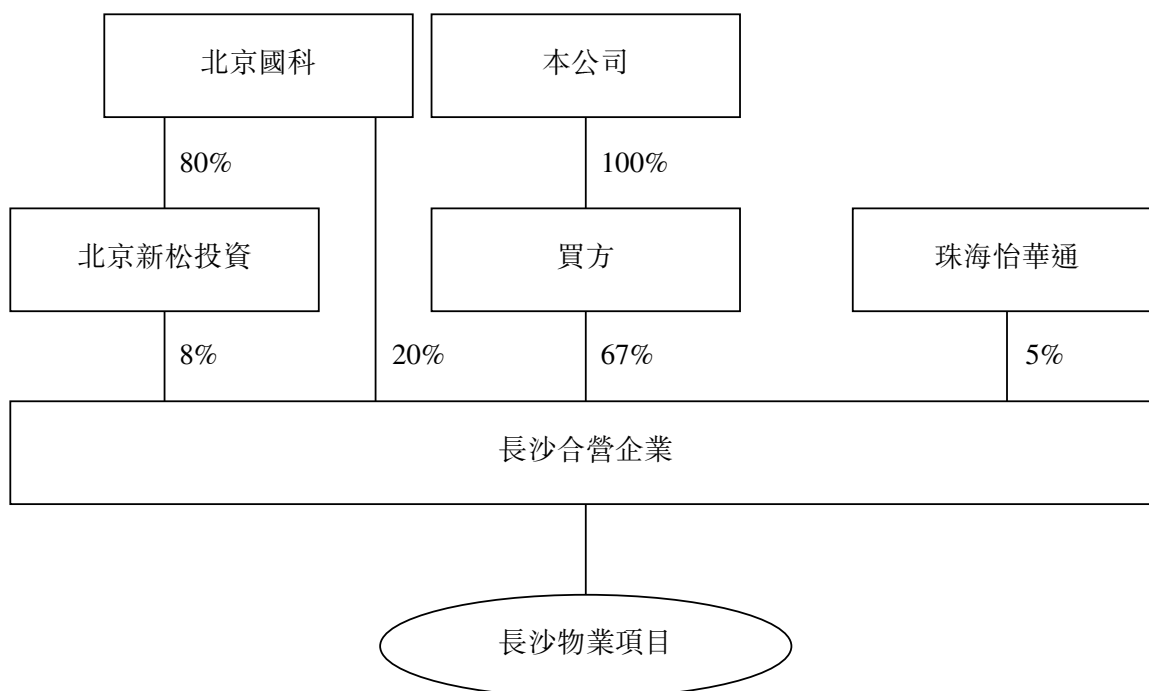 北京國科
本公司
80%
100%
北京新松投資
買方
珠海怡華通
8%
20%
67%
5%
長沙合營企業
長沙物業項目